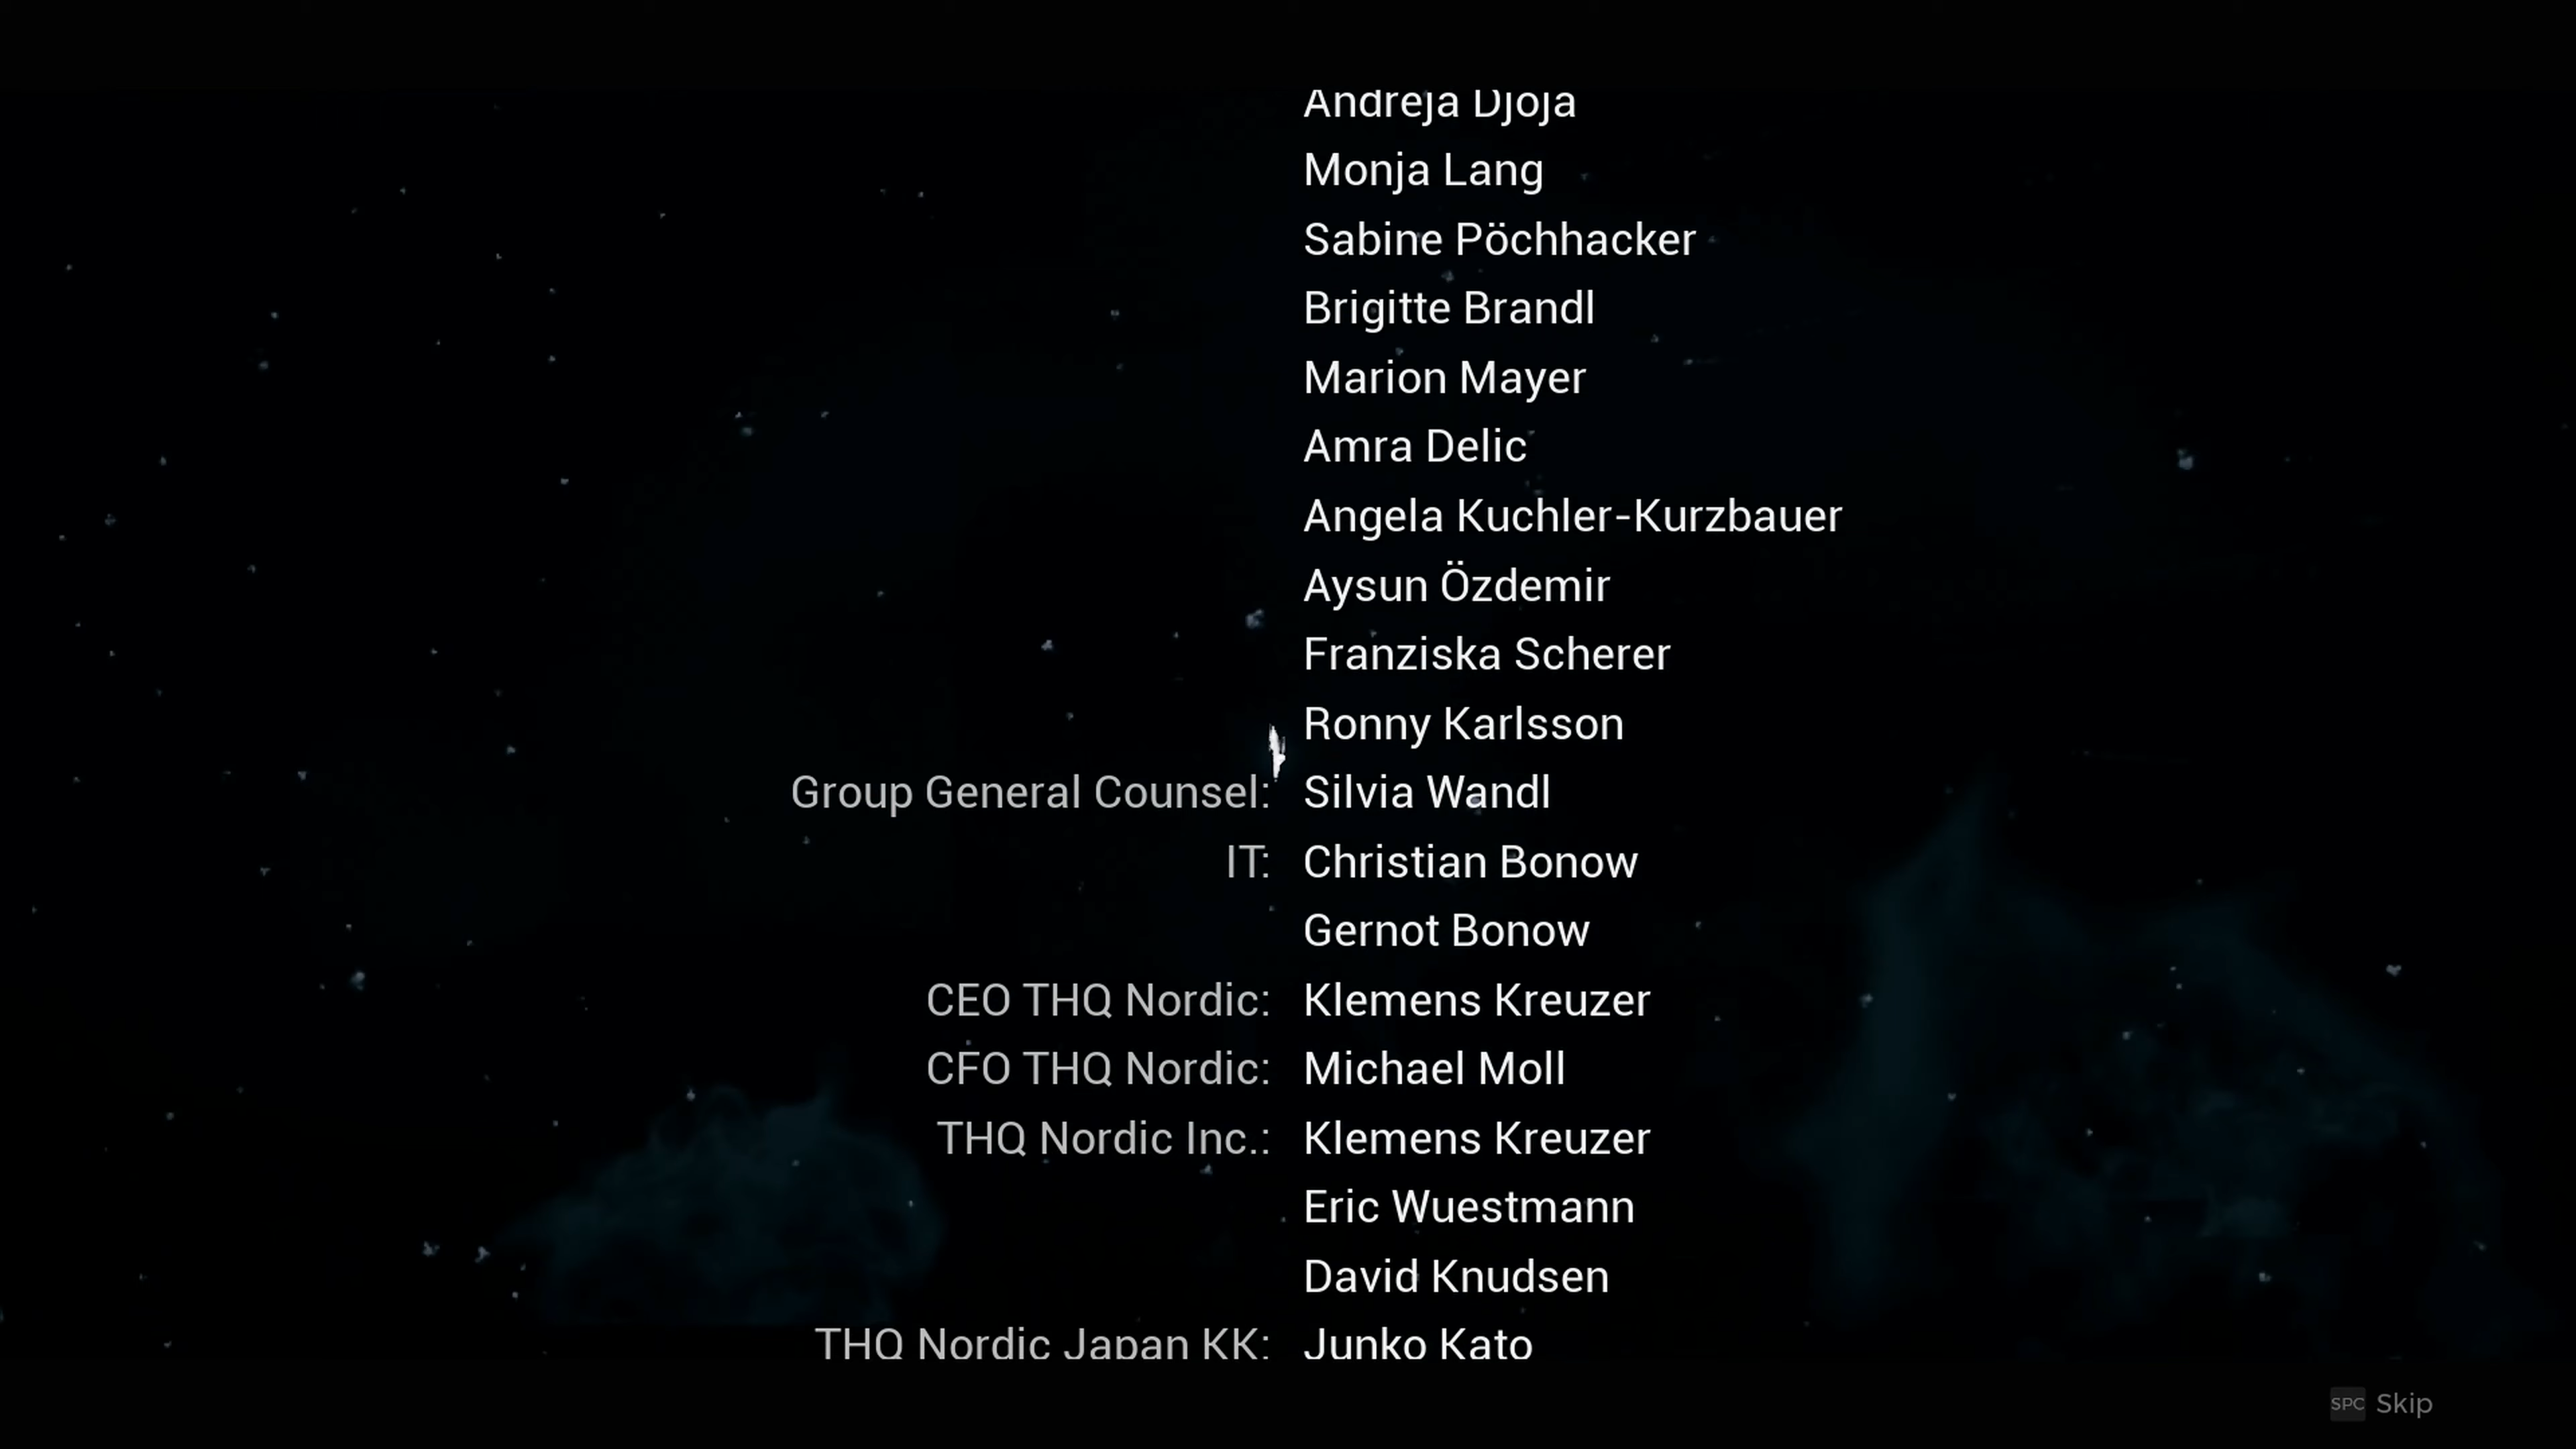 Andreja Djoja
Monja Lang
Sabine Pöchhacker
Brigitte Brandl
Marion Mayer
Amra Delic
Angela Kuchler-Kurzbauer
Aysun Özdemir
Franziska Scherer
Ronny Karlsson
Group General Counsel: Silvia Wandl
IT: Christian Bonow
Gernot Bonow
CEO THQ Nordic: Klemens Kreuzer
CFO THQ Nordic: Michael Moll
THQ Nordic Inc.: Klemens Kreuzer
Eric Wuestmann
David Knudsen
THQ Nordic Japan KK: Junko Kato
SPC Skip